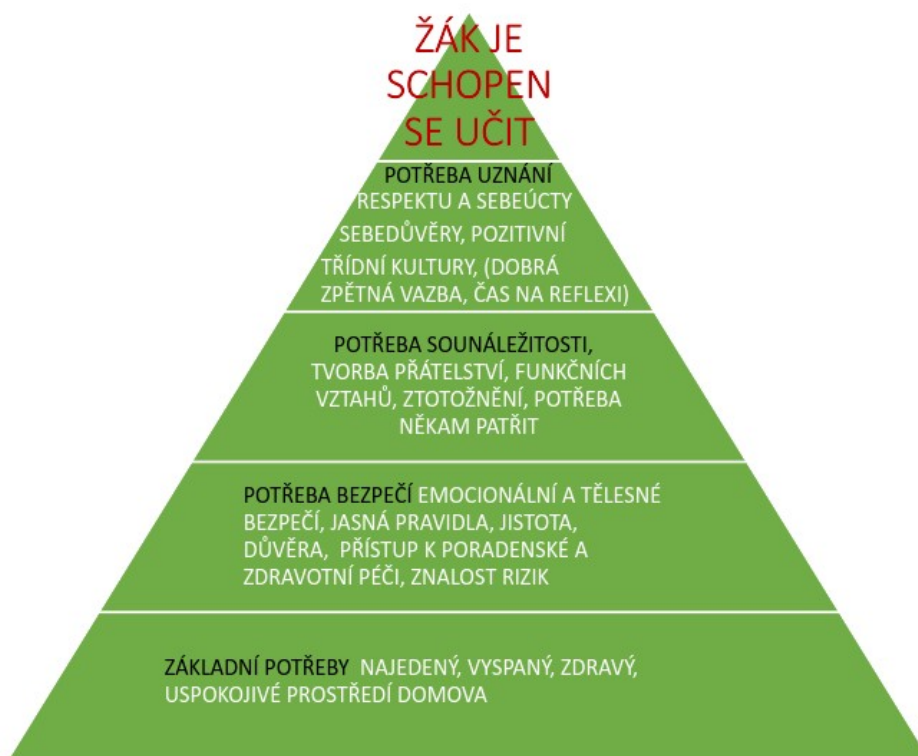 ŽÁK JE
SCHOPEN
SE UČIT
POTŘEBA UZNÁNÍ
RESPEKTU A SEBEÚCTY
SEBEDŮVĚRY, POZITIVNÍ
TŘÍDNÍ KULTURY, (DOBRÁ
ZPĚTNÁ VAZBA, ČAS NA REFLEXI)
POTŘEBA SOUNÁLEŽITOSTI,
TVORBA PŘÁTELSTVÍ, FUNKČNÍCH
VZTAHŮ, ZTOTOŽNĚNÍ, POTŘEBA
NĚKAM PATŘIT
POTŘEBA BEZPEČÍ EMOCIONÁLNÍ A TĚLESNÉ
BEZPEČÍ, JASNÁ PRAVIDLA, JISTOTA,
DŮVĚRA, PŘÍSTUP K PORADENSKÉ A
ZDRAVOTNÍ PÉČI, ZNALOST RIZIK
ZÁKLADNÍ POTŘEBY NAJEDENÝ, VYSPANÝ, ZDRAVÝ,
USPOKOJIVÉ PROSTŘEDÍ DOMOVA